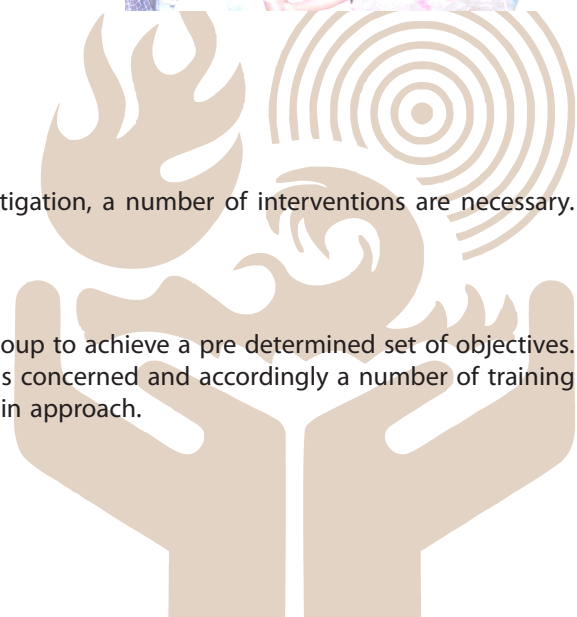 tigation, a number of interventions are necessary.
oup to achieve a pre determined set of objectives.
s concerned and accordingly a number of training
in approach.